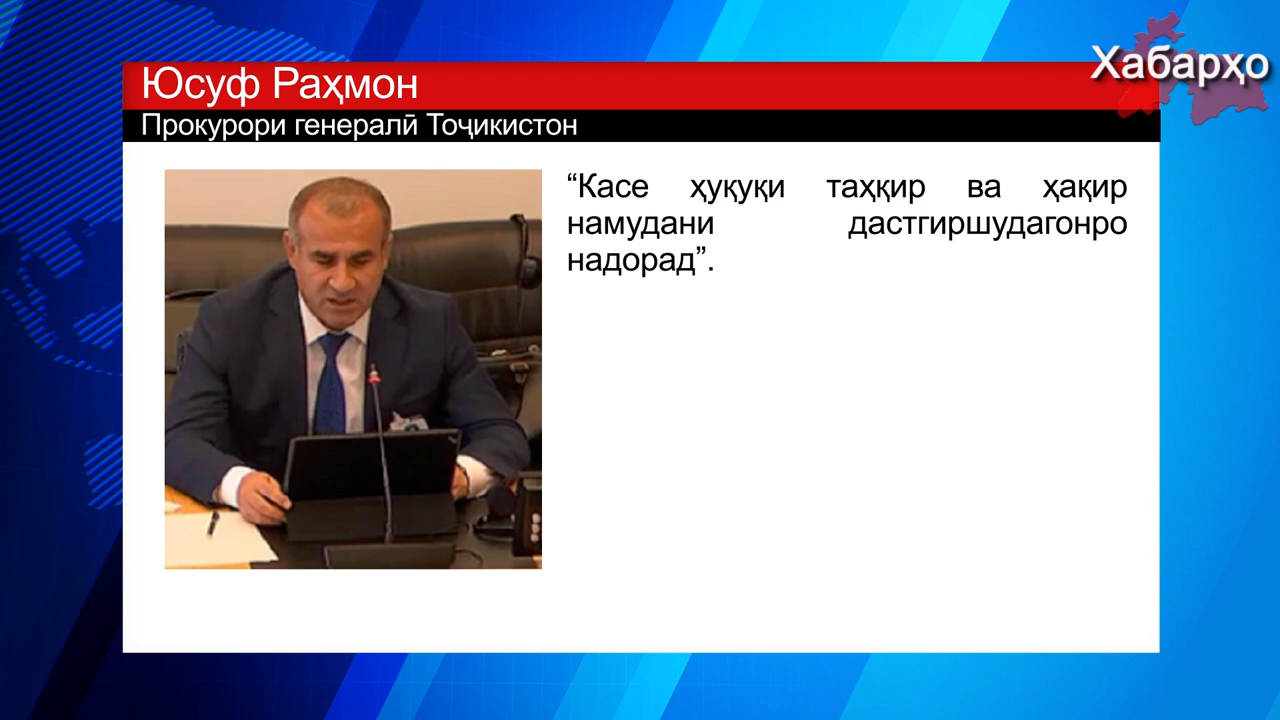 Хабарҳо
Юсуф Раҳмон
Прокурори генералӣ Тоҷикистон
“Касе ҳуқуқи таҳқир ва ҳақир
намудани дастгиршудагонро
надорад”.